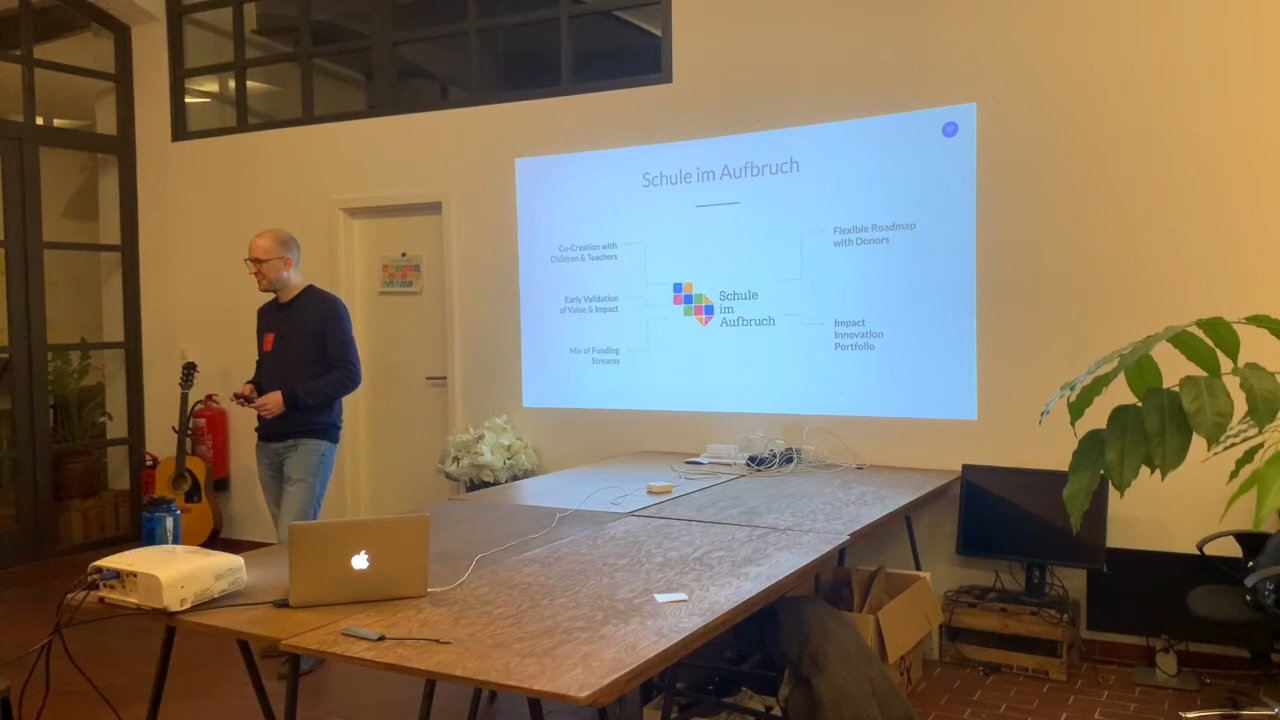 Schule im Aufbruch
Co-Creation with
Children & Teachers
Early Validation
of Value & Impact
Mix of Funding
Streams
Schule
im
Aufbruch
Flexible Roadmap
with Donors
Impact
Innovation
Portfolio